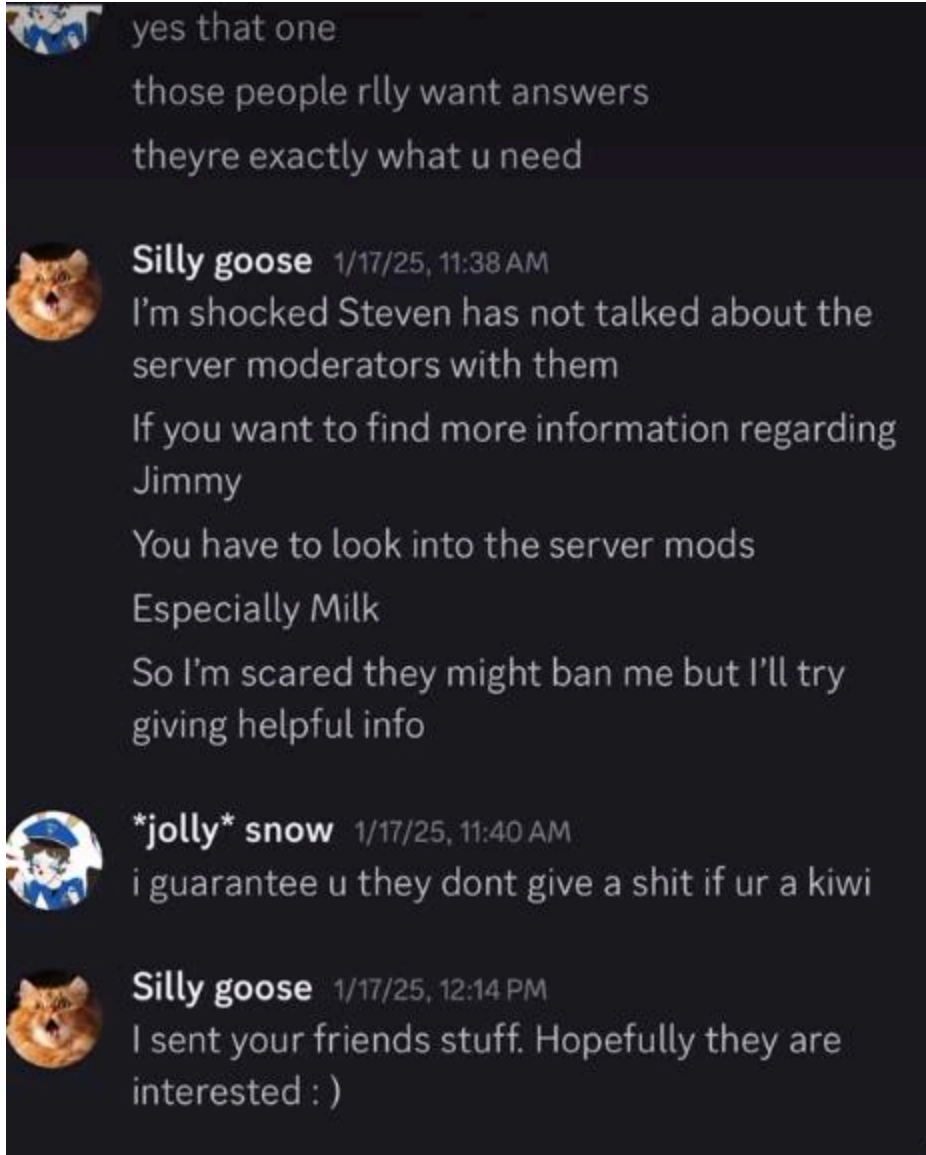 yes that one
those people rlly want answers
theyre exactly what u need
Silly goose 1/17/25, 11:38 AM
I'm shocked Steven has not talked about the
server moderators with them
If you want to find more information regarding
Jimmy
You have to look into the server mods
Especially Milk
So I'm scared they might ban me but I'll try
giving helpful info
*jolly* snow 1/17/25, 11:40 AM
i guarantee u they dont give a shit if ur a kiwi
Silly goose 1/17/25, 12:14 PM
I sent your friends stuff. Hopefully they are
interested : )